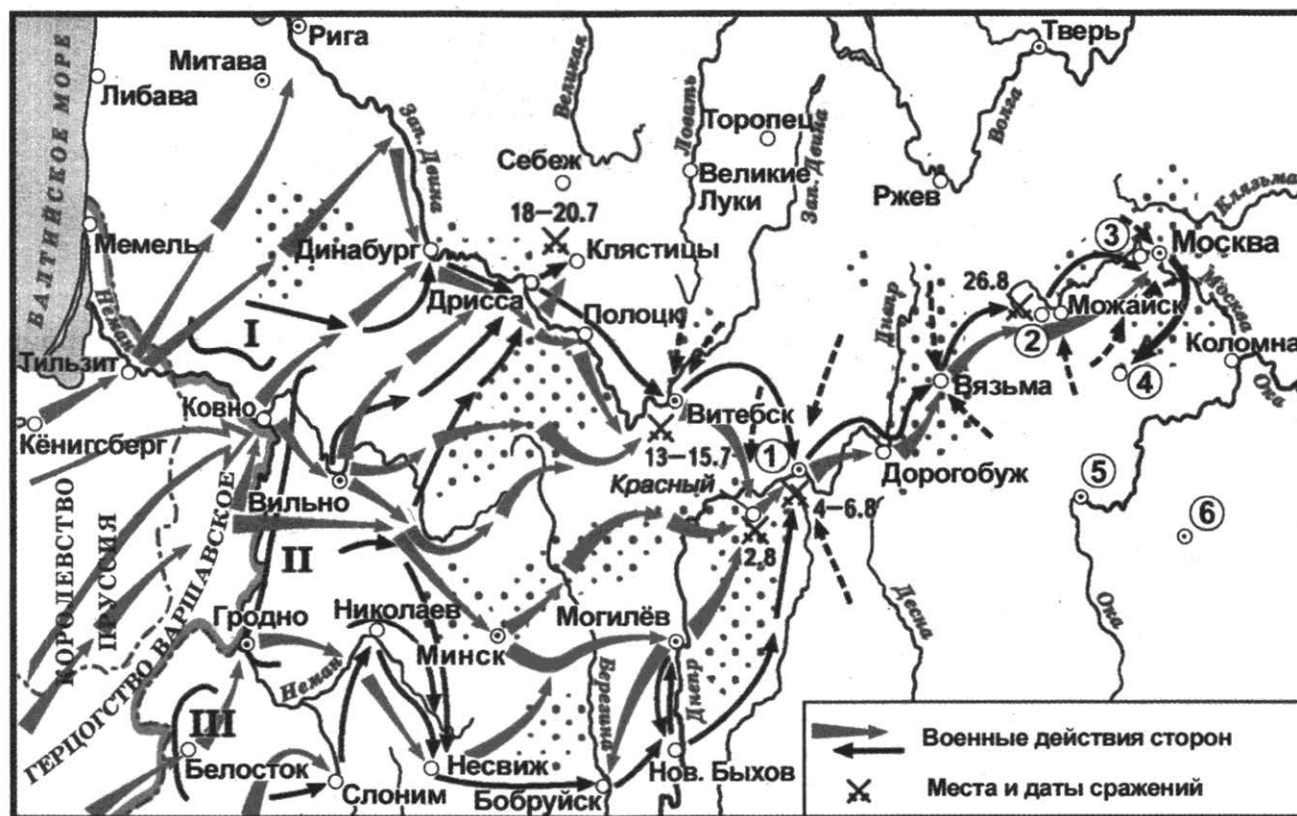 Рига
Тверь
Митава
Либава
БАЛТИЙСКОЕ МОРЕ
Зап. Двина
Великая
Ловать
Торопец
Зап. Двина
Волга
Себеж
Великие
Луки
Ржев
Клязьма
18–20.7
Мемель
Динабург
Клястицы
3
Москва
Неман
Дрисса
Днепр
26.8
Можайск
Москва
I
Полоцк
2
Тильзит
Коломна
4
Вязьма
Ока
Ковно
Витебск
Кёнигсберг
13–15.7
1
Дорогобуж
Вильно
Красный
4–6.8
5
6
2.8
КОРОЛЕВСТВО
ПРУССИЯ
ГЕРЦОГСТВО ВАРШАВСКОЕ
II
Гродно
Николаев
Могилёв
Минск
Десна
Ока
Неман
Березина
Днепр
III
Белосток
Несвиж
Нов. Быхов
Слоним
Бобруйск
Военные действия сторон
Места и даты сражений